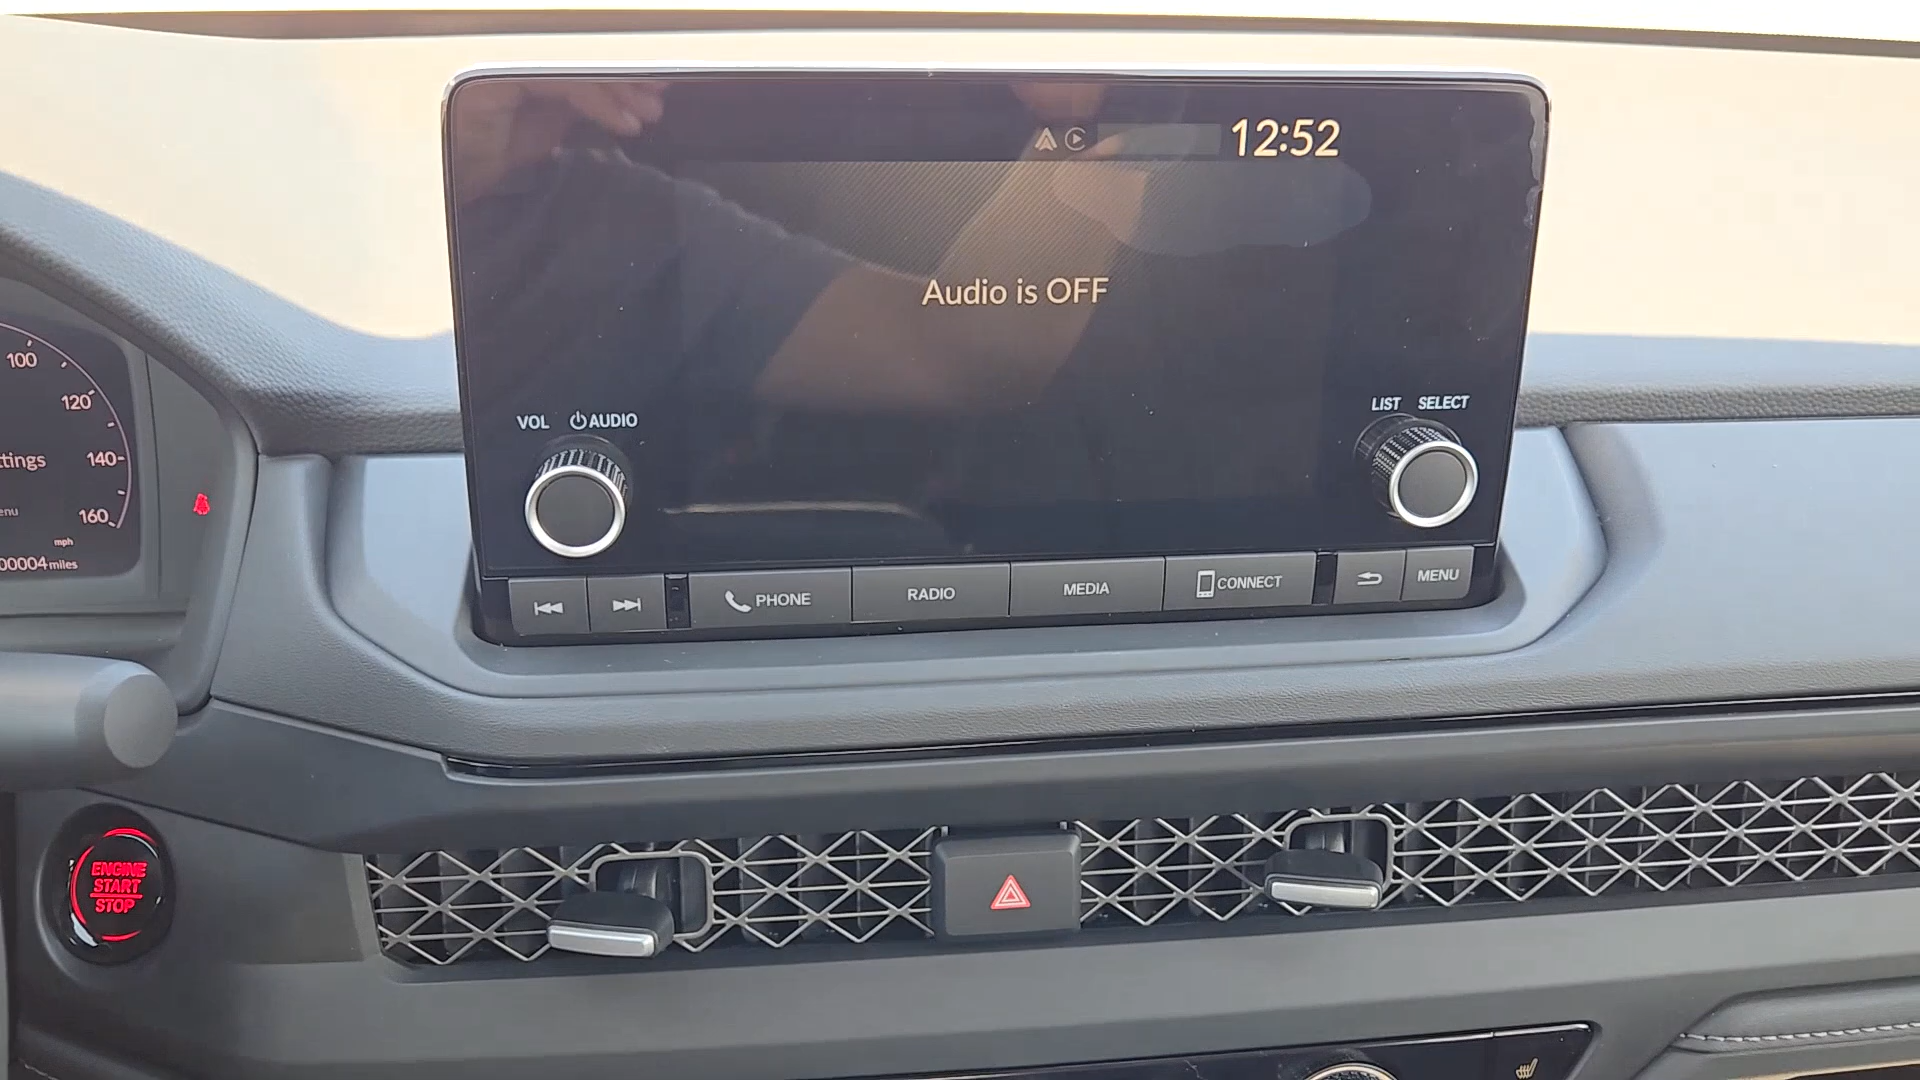 12:52
Audio is OFF
VOL AUDIO
LIST SELECT
PHONE
RADIO
MEDIA
CONNECT
MENU
100
120
140
160
mph
00004 miles
ENGINE
START
STOP